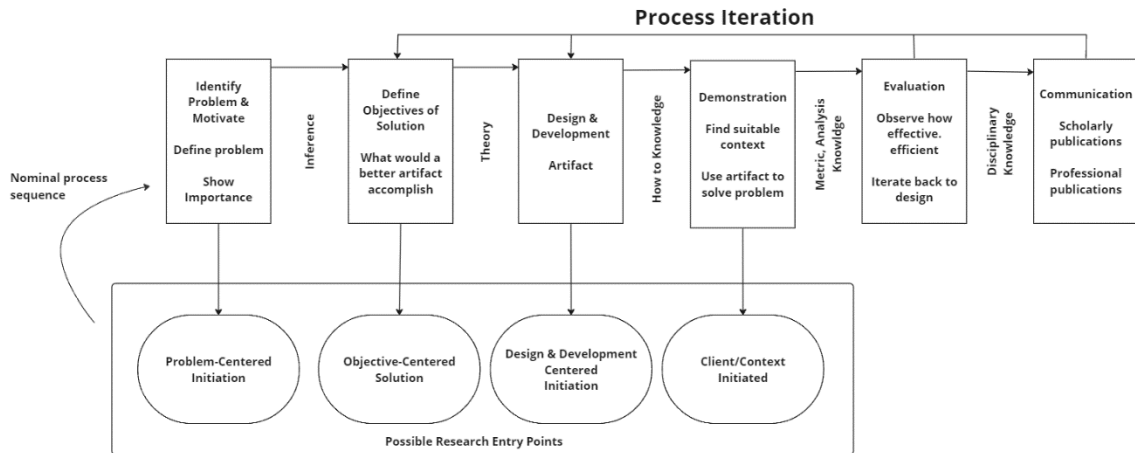 Process Iteration
Identify
Problem &
Motivate
Define problem
Show
Importance
Inference
Define
Objectives of
Solution
What would a
better artifact
accomplish
Theory
Design &
Development
Artifact
How to Knowledge
Demonstration
Find suitable
context
Use artifact to
solve problem
Metric, Analysis
Knowldge
Evaluation
Observe how
effective.
efficient
Iterate back to
design
Disciplinary
Knowledge
Communication
Scholarly
publications
Professional
publications
Nominal process
sequence
Problem-Centered
Initiation
Objective-Centered
Solution
Design & Development
Centered
Initiation
Client/Context
Initiated
Possible Research Entry Points